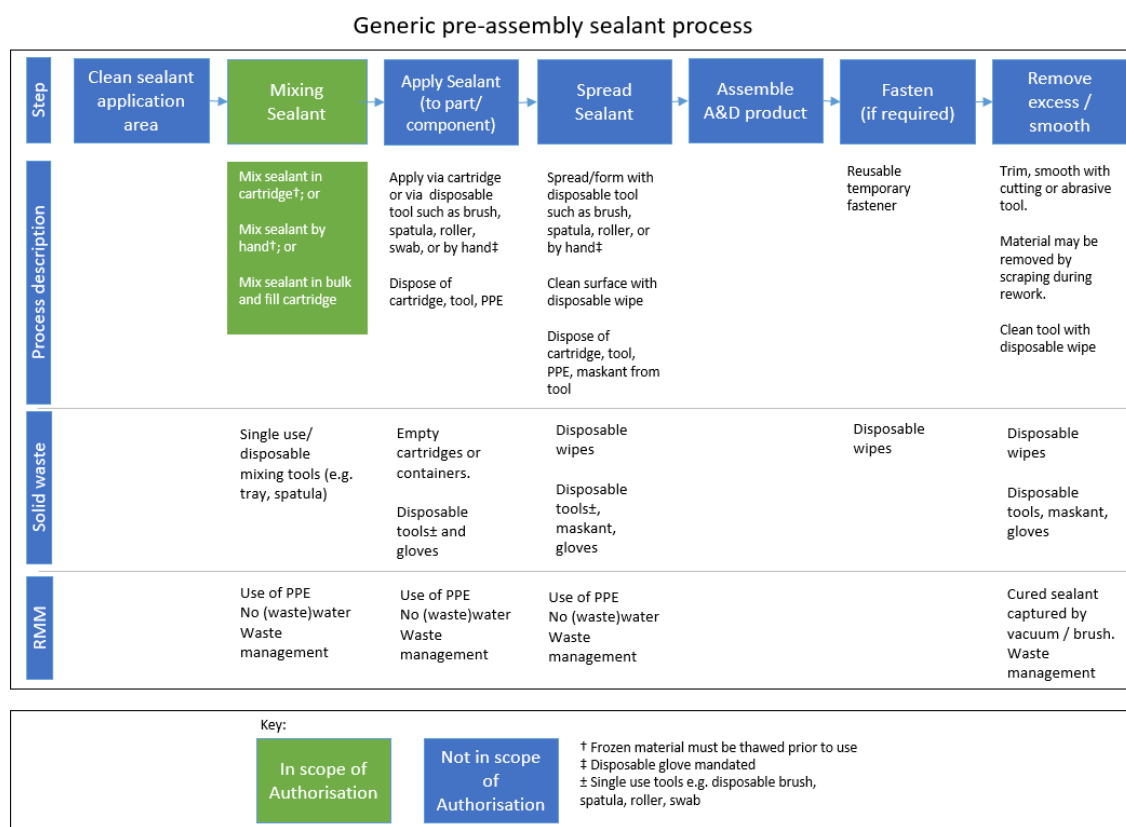 Generic pre-assembly sealant process
Step
Clean sealant
application
area
Mixing
Sealant
Apply Sealant
(to part/
component)
Spread
Sealant
Assemble
A&D product
Fasten
(if required)
Remove
excess /
smooth
Process description
Mix sealant in
cartridge†; or
Mix sealant by
hand†; or
Mix sealant in bulk
and fill cartridge
Apply via cartridge
or via disposable
tool such as brush,
spatula, roller,
swab, or by hand‡
Dispose of
cartridge, tool, PPE
Spread/form with
disposable tool
such as brush,
spatula, roller, or
by hand‡
Clean surface with
disposable wipe
Dispose of
cartridge, tool,
PPE, maskant from
tool
Reusable
temporary
fastener
Trim, smooth with
cutting or abrasive
tool.
Material may be
removed by
scraping during
rework.
Clean tool with
disposable wipe
Solid waste
Single use/
disposable
mixing tools (e.g.
tray, spatula)
Empty
cartridges or
containers.
Disposable
tools± and
gloves
Disposable
wipes
Disposable
tools±,
maskant,
gloves
Disposable
wipes
Disposable
wipes
Disposable
tools, maskant,
gloves
RMM
Use of PPE
No (waste)water
Waste
management
Use of PPE
No (waste)water
Waste
management
Use of PPE
No (waste)water
Waste
management
Cured sealant
captured by
vacuum / brush.
Waste
management
Key:
In scope of
Authorisation
Not in scope
of
Authorisation
† Frozen material must be thawed prior to use
‡ Disposable glove mandated
± Single use tools e.g. disposable brush,
spatula, roller, swab